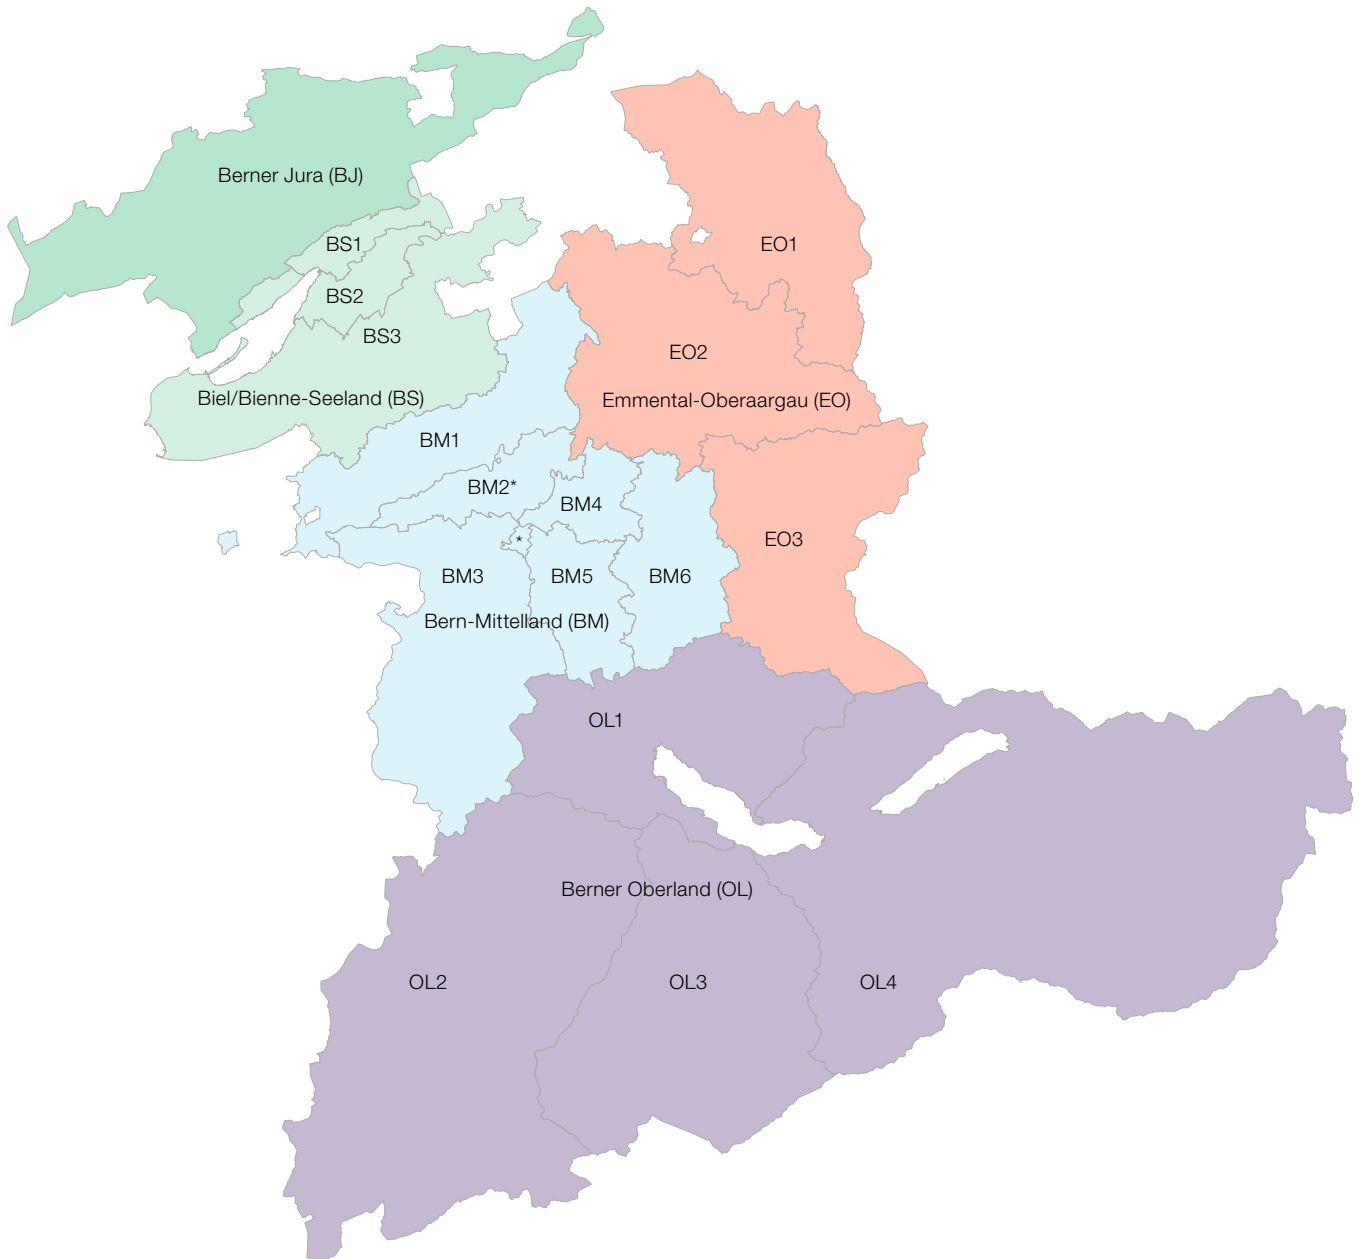 Berner Jura (BJ)
BS1
EO1
BS2
BS3
EO2
Biel/Bienne-Seeland (BS)
Emmental-Oberaargau (EO)
BM1
BM2*
BM4
*
EO3
BM3
BM5
BM6
Bern-Mittelland (BM)
OL1
Berner Oberland (OL)
OL2
OL3
OL4